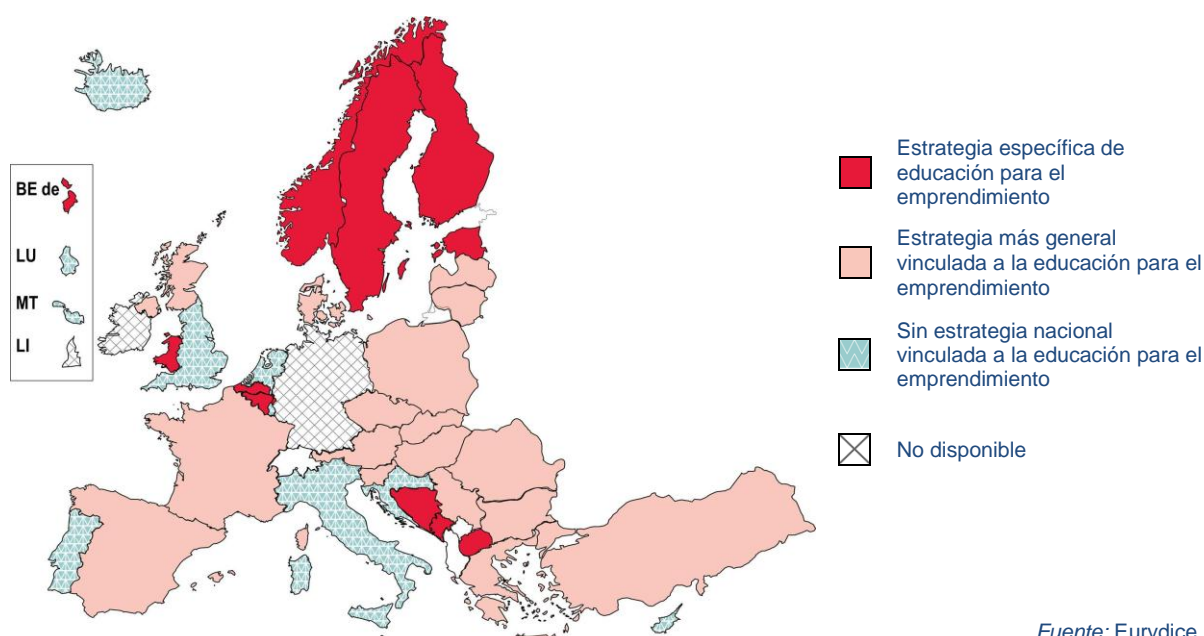 BE de
LU
MT
LI
Estrategia específica de
educación para el
emprendimiento
Estrategia más general
vinculada a la educación para el
emprendimiento
Sin estrategia nacional
vinculada a la educación para el
emprendimiento
No disponible
Fuente: Eurydice